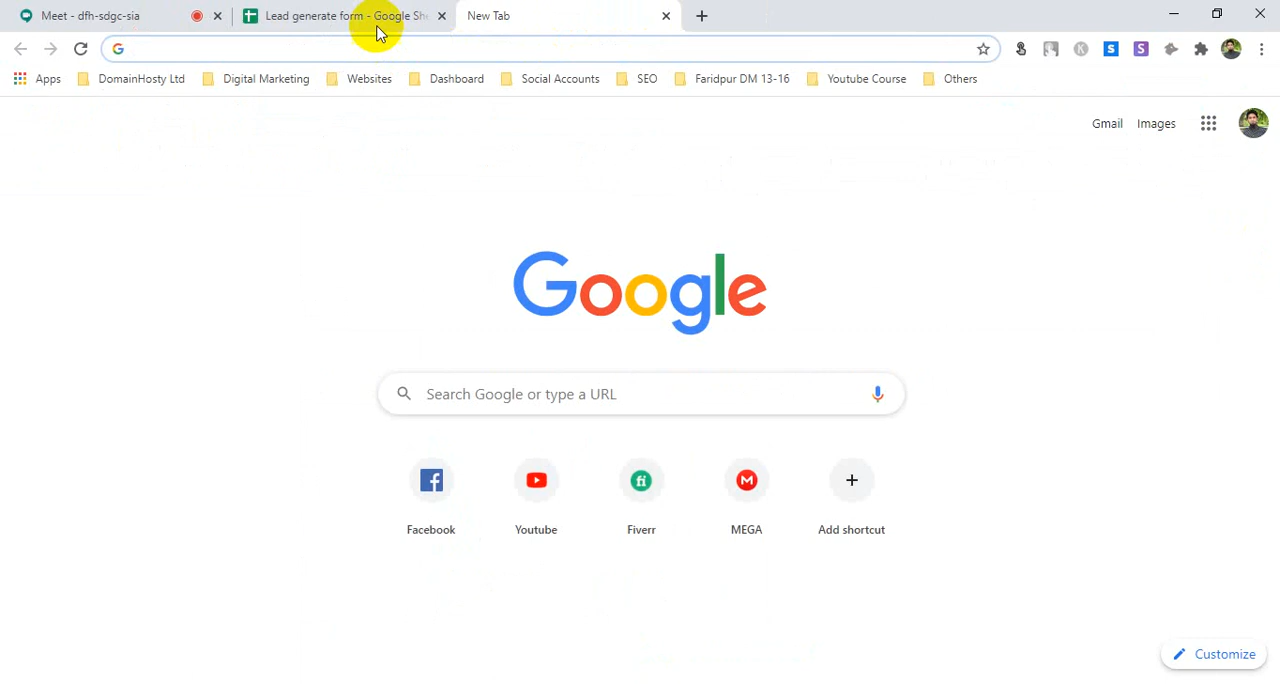 Meet - dfh-sdgc-sia
Lead generate form - Google She
New Tab
Apps
DomainHosty Ltd
Digital Marketing
Websites
Dashboard
Social Accounts
SEO
Faridpur DM 13-16
Youtube Course
Others
Gmail
Images
Google
Search Google or type a URL
Facebook
Youtube
Fiverr
MEGA
Add shortcut
Customize